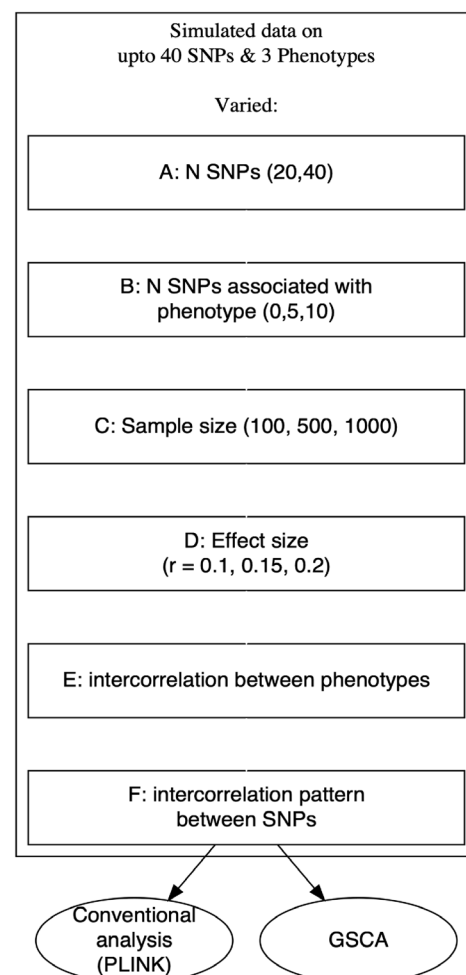 Simulated data on
upto 40 SNPs & 3 Phenotypes
Varied:
A: N SNPs (20,40)
B: N SNPs associated with
phenotype (0,5,10)
C: Sample size (100, 500, 1000)
D: Effect size
(r = 0.1, 0.15, 0.2)
E: intercorrelation between phenotypes
F: intercorrelation pattern
between SNPs
Conventional
analysis
(PLINK)
GSCA